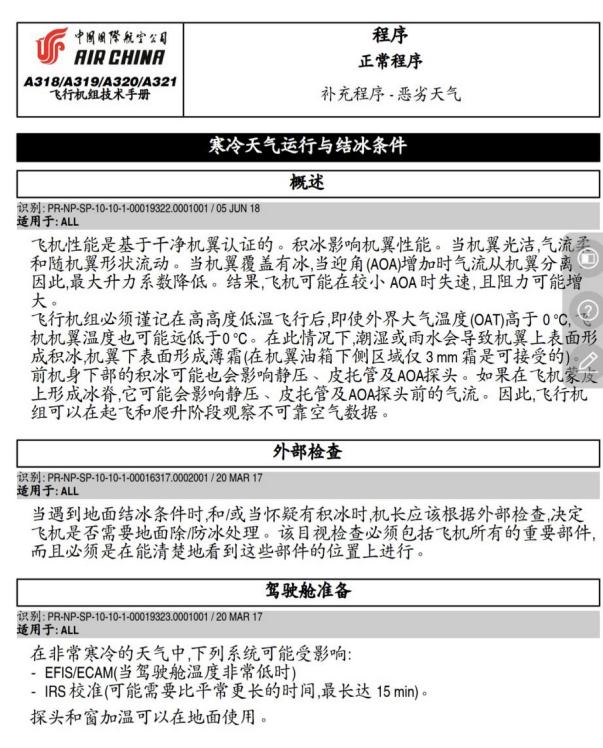 中國國際航空公司
AIR CHINA
A318/A319/A320/A321
飞行机组技术手册
程序
正常程序
补充程序 - 恶劣天气
寒冷天气运行与结冰条件
概述
识别: PR-NP-SP-10-10-1-00019322.0001001 / 05 JUN 18
适用于: ALL
飞机性能是基于干净机翼认证的。积冰影响机翼性能。当机翼光洁,气流柔
和随机翼形状流动。当机翼覆盖有冰,当迎角(AOA)增加时气流从机翼分离
因此,最大升力系数降低。结果,飞机可能在较小 AOA 时失速, 且阻力可能增
大。
飞行机组必须谨记在高高度低温飞行后,即使外界大气温度(OAT)高于 0 °C, 飞
机机翼温度也可能远低于0 °C。在此情况下,潮湿或雨水会导致机翼上表面形
成积冰,机翼下表面形成薄霜(在机翼油箱下侧区域仅 3 mm 霜是可接受的)
前机身下部的积冰可能也会影响静压、皮托管及AOA探头。如果在飞机蒙皮
上形成冰脊,它可能会影响静压、皮托管及AOA探头前的气流。因此,飞行机
组可以在起飞和爬升阶段观察不可靠空气数据。
外部检查
识别: PR-NP-SP-10-10-1-00016317.0002001 / 20 MAR 17
适用于: ALL
当遇到地面结冰条件时,和/或当怀疑有积冰时,机长应该根据外部检查,决定
飞机是否需要地面除/防冰处理。该目视检查必须包括飞机所有的重要部件,
而且必须是在能清楚地看到这些部件的位置上进行。
驾驶舱准备
识别: PR-NP-SP-10-10-1-00019323.0001001 / 20 MAR 17
适用于: ALL
在非常寒冷的天气中,下列系统可能受影响:
- EFIS/ECAM(当驾驶舱温度非常低时)
- IRS 校准(可能需要比平常更长的时间,最长达 15 min)。
探头和窗加温可以在地面使用。